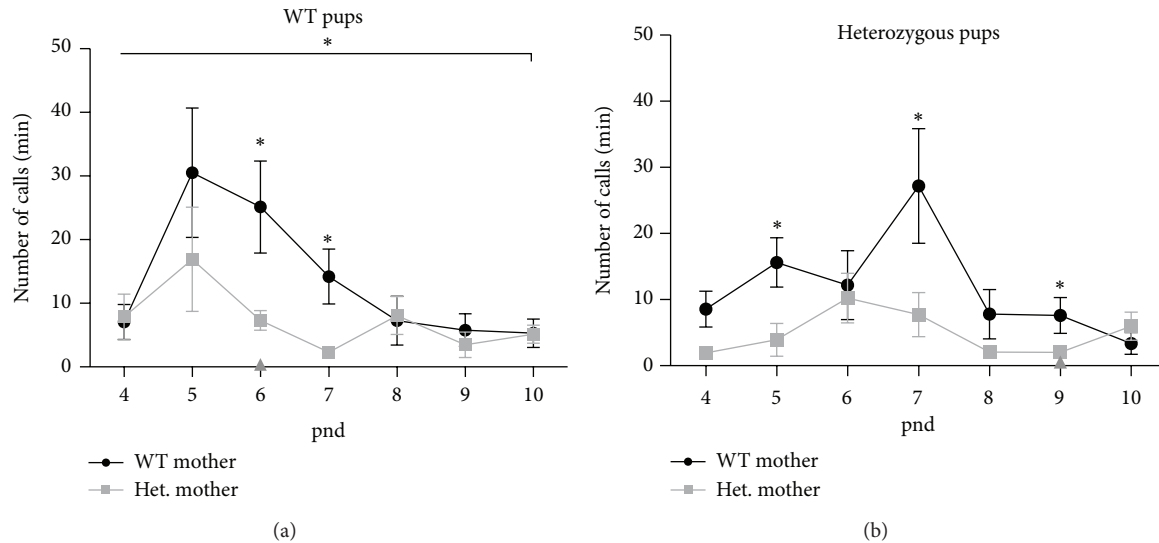 WT pups
*
50
40
30
20
10
0
Number of calls (min)
*
*
4 5 6 7 8 9 10
pnd
WT mother
Het. mother
(a)
Heterozygous pups
50
40
30
20
10
0
Number of calls (min)
*
*
*
4 5 6 7 8 9 10
pnd
WT mother
Het. mother
(b)